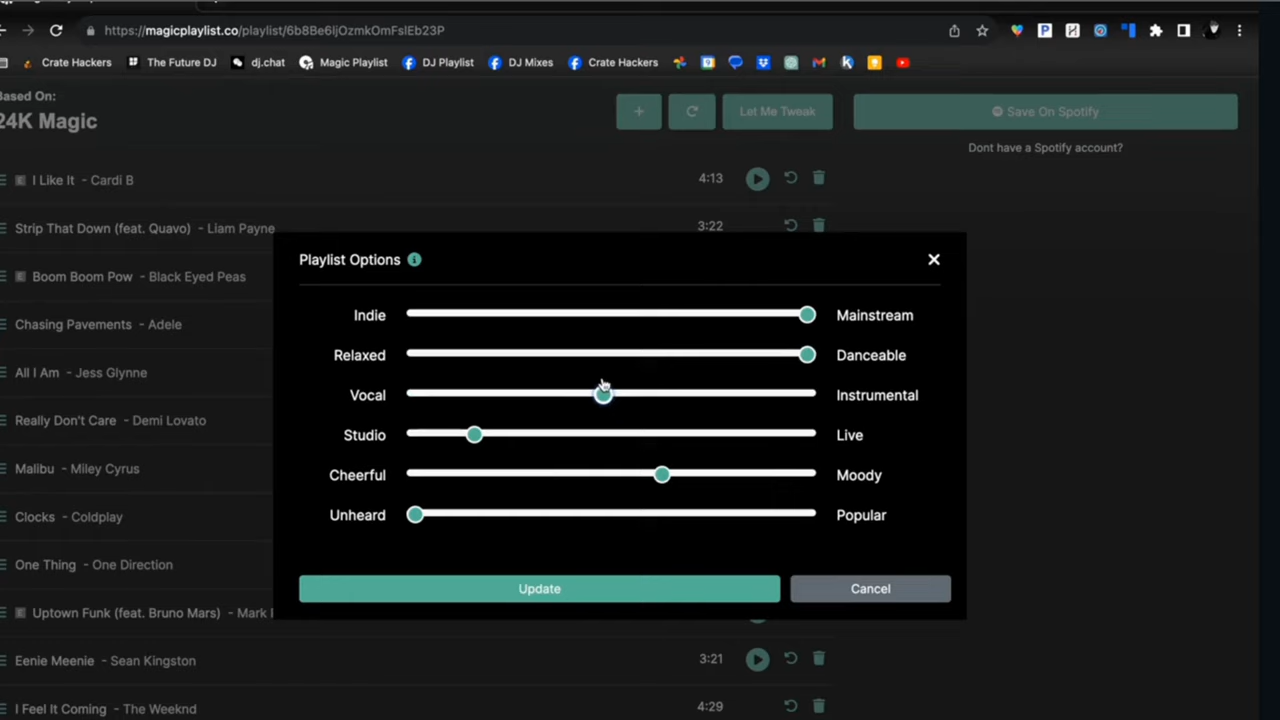 https://magicplaylist.co/playlist/6b8Be6IjOzmkOmFsIEb23P
Crate Hackers The Future DJ dj.chat Magic Playlist DJ Playlist DJ Mixes Crate Hackers
Based On:
24K Magic
+ Let Me Tweak Save On Spotify
Dont have a Spotify account?
E I Like It - Cardi B 4:13
Strip That Down (feat. Quavo) - Liam Payne 3:22
E Boom Boom Pow - Black Eyed Peas
Chasing Pavements - Adele
All I Am - Jess Glynne
Really Don't Care - Demi Lovato
Malibu - Miley Cyrus
Clocks - Coldplay
One Thing - One Direction
E Uptown Funk (feat. Bruno Mars) - Mark
Eenie Meenie - Sean Kingston 3:21
I Feel It Coming - The Weeknd 4:29
Playlist Options
Indie Mainstream
Relaxed Danceable
Vocal Instrumental
Studio Live
Cheerful Moody
Unheard Popular
Update Cancel